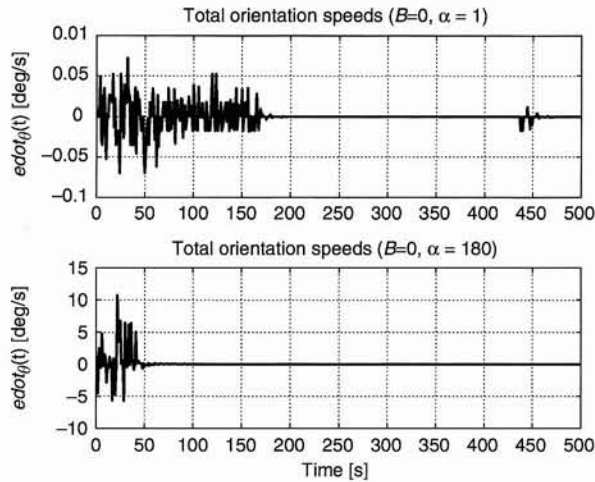 Total orientation speeds (B=0, α = 1)
edotθ(t) [deg/s]
0.01
0.05
0
−0.05
−0.1
0 50 100 150 200 250 300 350 400 450 500
Total orientation speeds (B=0, α = 180)
edotθ(t) [deg/s]
15
10
5
0
−5
−10
0 50 100 150 200 250 300 350 400 450 500
Time [s]